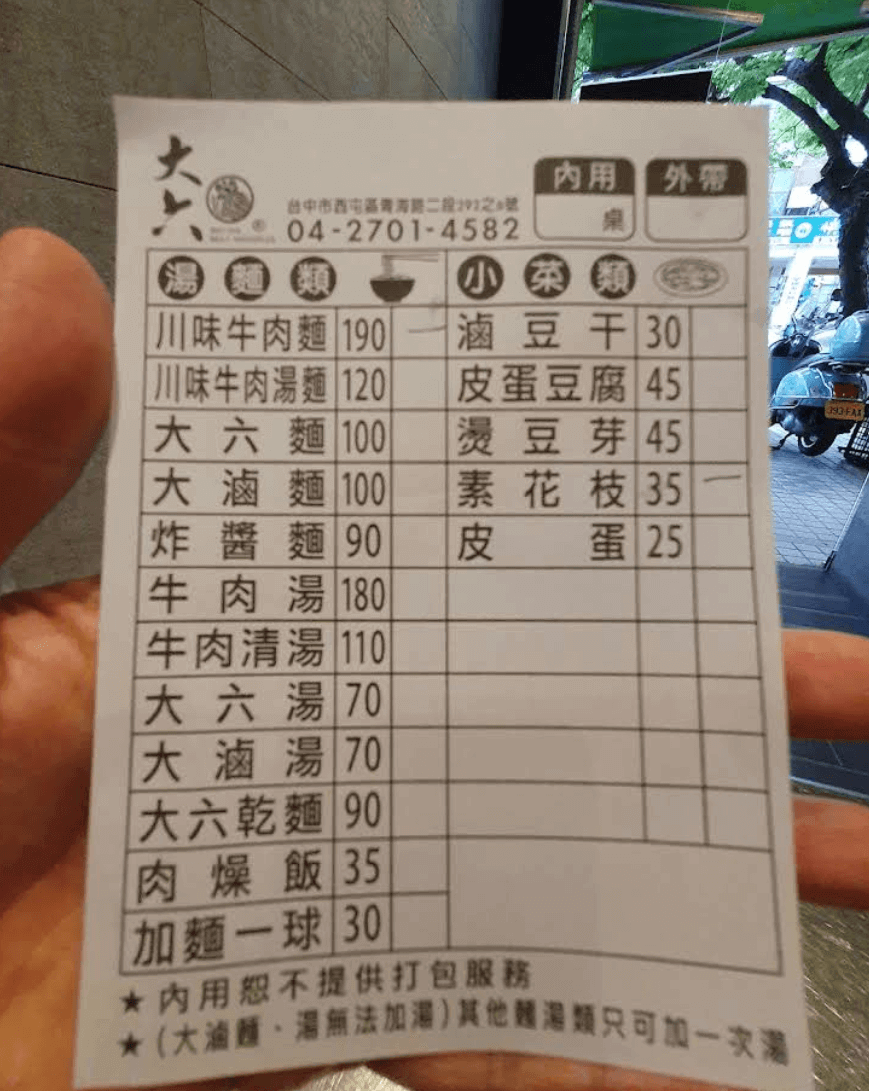 大六
®
台中市西屯區青海路二段292之8號
04-2701-4582
內用 外帶
桌
湯麵類
川味牛肉麵 190 一
川味牛肉湯麵 120
大六麵 100
大滷麵 100
炸醬麵 90
牛肉湯 180
牛肉清湯 110
大六湯 70
大滷湯 70
大六乾麵 90
肉燥飯 35
加麵一球 30
小菜類
滷豆干 30
皮蛋豆腐 45
燙豆芽 45
素花枝 35 一
皮蛋 25
★內用恕不提供打包服務
★(大滷麵、湯無法加湯)其他麵湯類只可加一次湯